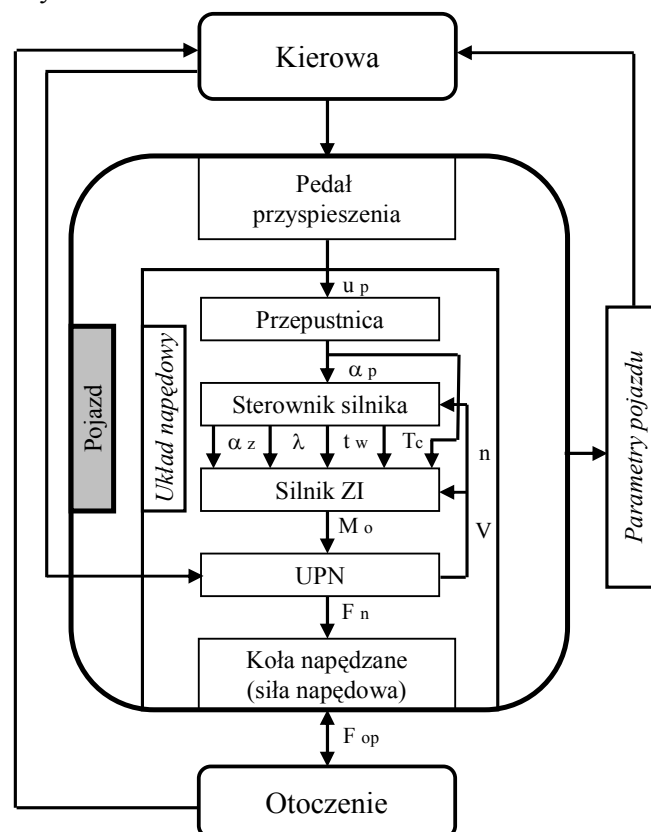 Kierowa
Pedał
przyspieszenia
u p
Przepustnica
α p
Sterownik silnika
α z λ t w T c
n
Silnik ZI
M o
V
UPN
F n
Koła napędzane
(siła napędowa)
F op
Otoczenie
Pojazd
Układ napędowy
Parametry pojazdu